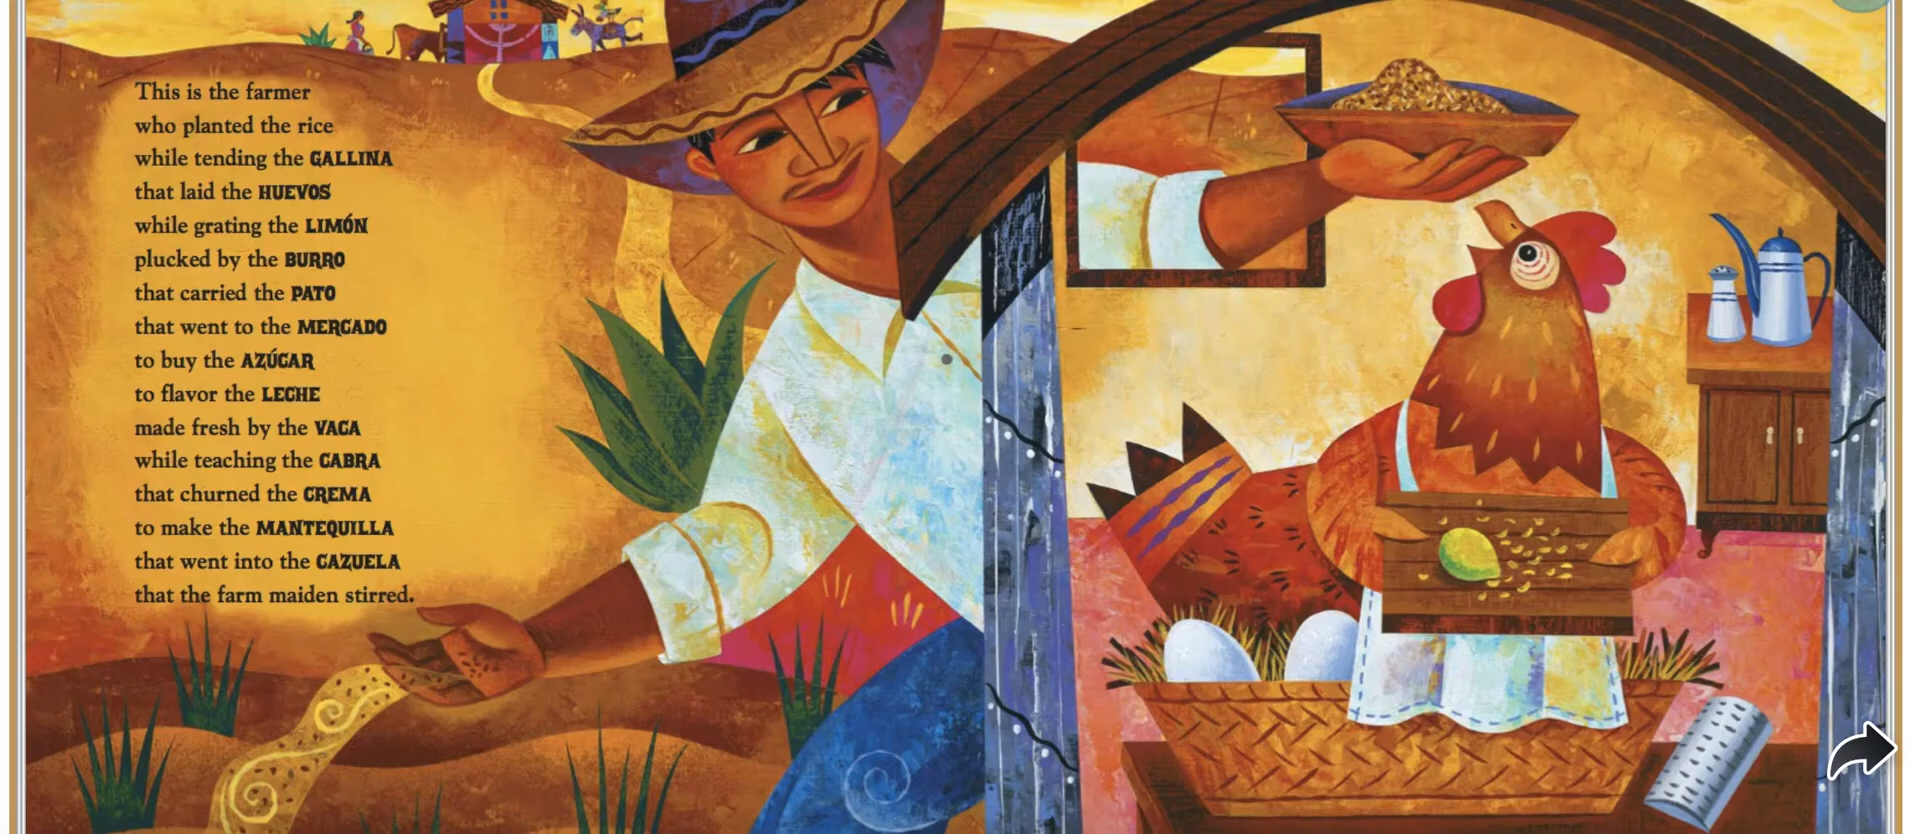 This is the farmer
who planted the rice
while tending the GALLINA
that laid the HUEVOS
while grating the LIMÓN
plucked by the BURRO
that carried the PATO
that went to the MERCADO
to buy the AZÚCAR
to flavor the LECHE
made fresh by the VACA
while teaching the CABRA
that churned the CREMA
to make the MANTEQUILLA
that went into the CAZUELA
that the farm maiden stirred.